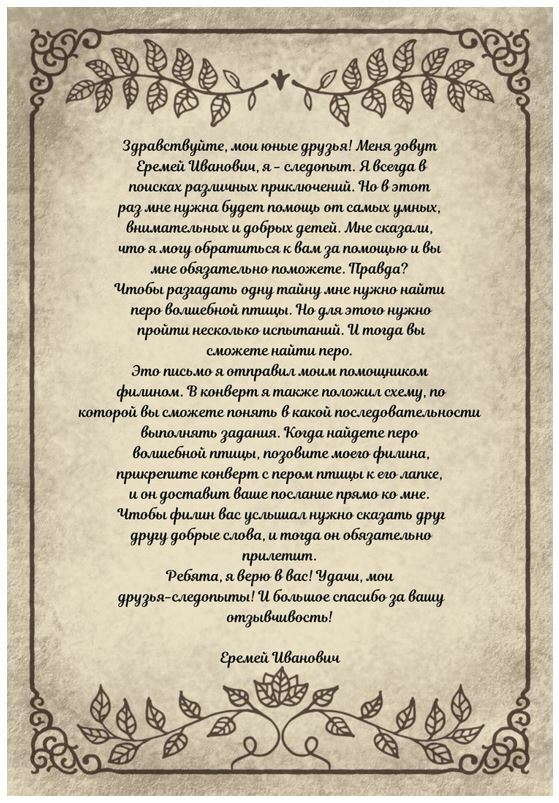 Здравствуйте, мои юные друзья! Меня зовут
Еремей Иванович, я - следопыт. Я всегда в
поисках различных приключений. Но в этот
раз мне нужна будет помощь от самых умных,
внимательных и добрых детей. Мне сказали,
что я могу обратиться к вам за помощью и вы
мне обязательно поможете. Правда?
Чтобы разгадать одну тайну мне нужно найти
перо волшебной птицы. Но для этого нужно
пройти несколько испытаний. И тогда вы
сможете найти перо.
Это письмо я отправил моим помощником
филином. В конверт я также положил схему, по
которой вы сможете понять в какой последовательности
выполнять задания. Когда найдете перо
волшебной птицы, позовите моего филина,
прикрепите конверт с пером птицы к его лапке,
и он доставит ваше послание прямо ко мне.
Чтобы филин вас услышал нужно сказать друг
другу добрые слова, и тогда он обязательно
прилетит.
Ребята, я верю в вас! Удачи, мои
друзья-следопыты! И большое спасибо за вашу
отзывчивость!
Еремей Иванович